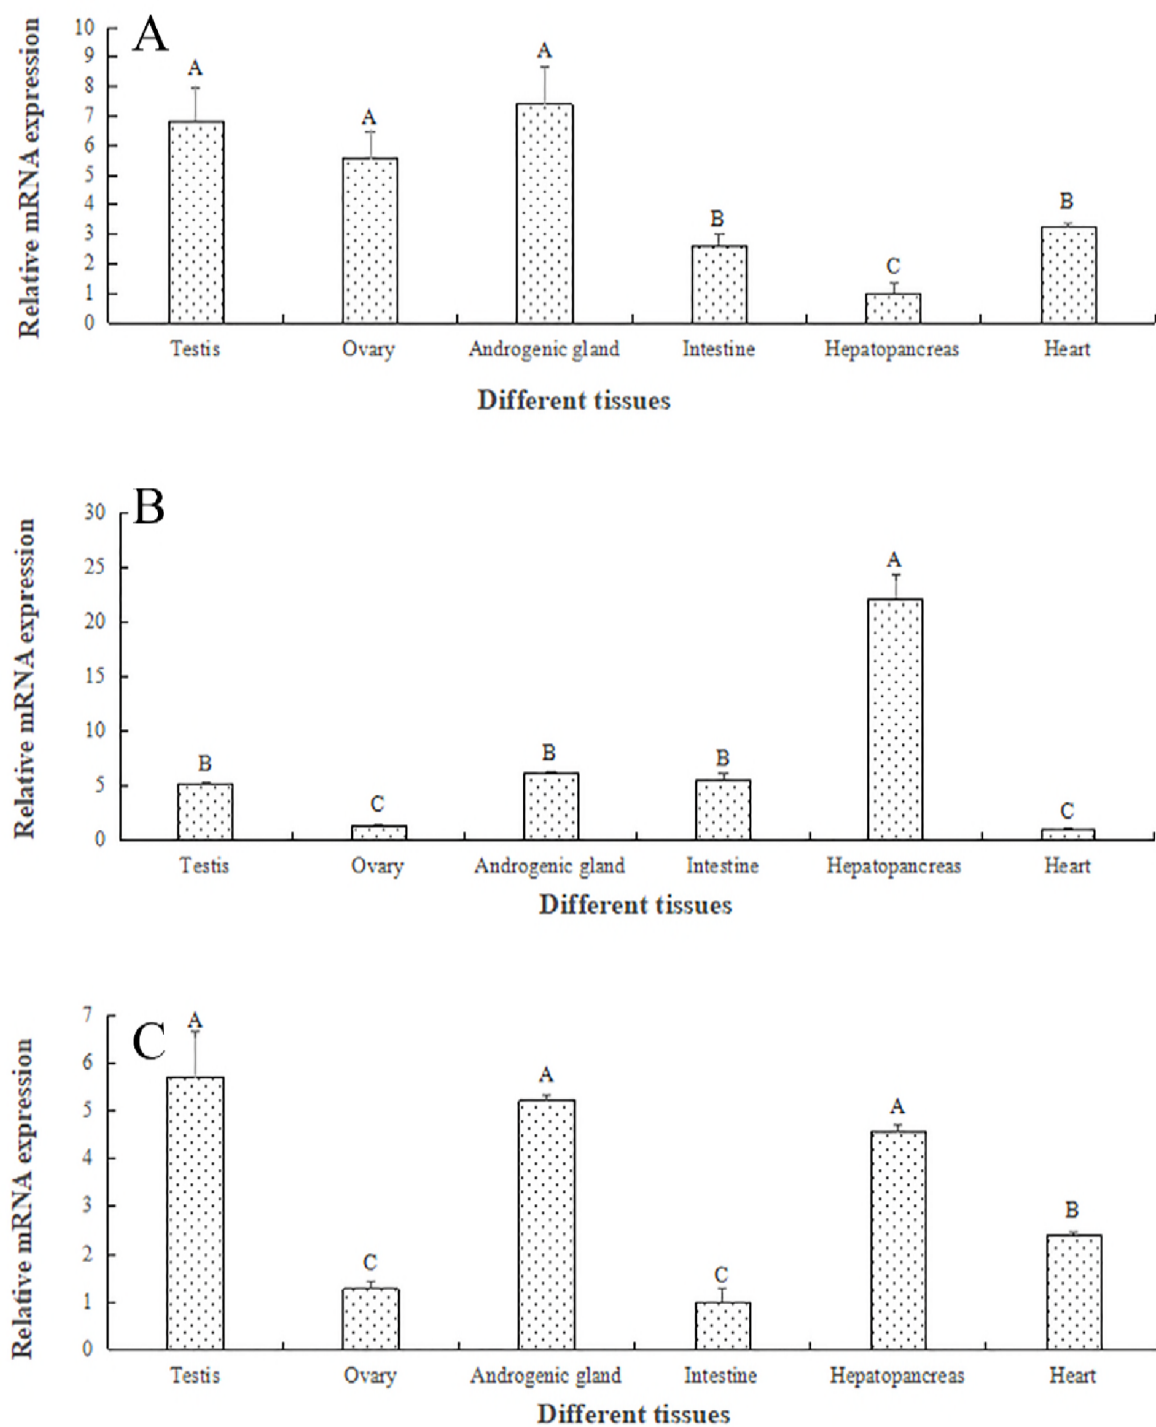 A
Relative mRNA expression
10
9
8
7
6
5
4
3
2
1
0
A
A
A
B
C
B
Testis Ovary Androgenic gland Intestine Hepatopancreas Heart
Different tissues
B
Relative mRNA expression
30
25
20
15
10
5
0
B
C
B
B
A
C
Testis Ovary Androgenic gland Intestine Hepatopancreas Heart
Different tissues
C
Relative mRNA expression
7
6
5
4
3
2
1
0
A
C
A
C
A
B
Testis Ovary Androgenic gland Intestine Hepatopancreas Heart
Different tissues